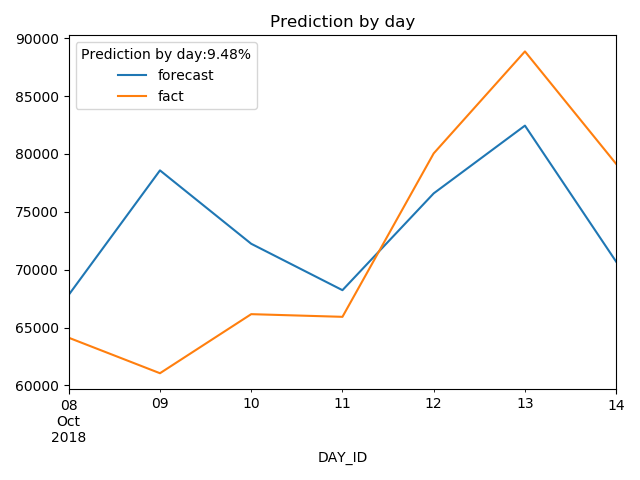 Prediction by day
Prediction by day:9.48%
forecast
fact
90000
85000
80000
75000
70000
65000
60000
08 09 10 11 12 13 14
Oct
2018
DAY_ID